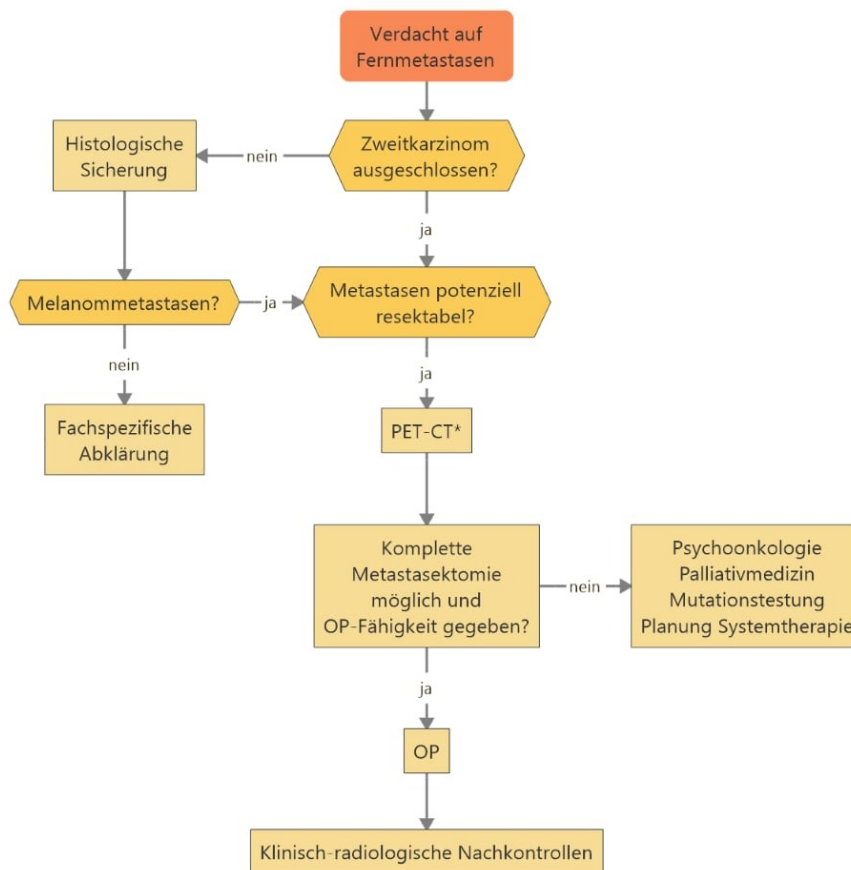 Verdacht auf
Fernmetastasen
Zweitkarzinom
ausgeschlossen?
nein
Histologische
Sicherung
ja
Melanommetastasen?
ja
Metastasen potenziell
resektabel?
nein
ja
Fachspezifische
Abklärung
PET-CT*
Komplette
Metastasektomie
möglich und
OP-Fähigkeit gegeben?
nein
Psychoonkologie
Palliativmedizin
Mutationstestung
Planung Systemtherapie
ja
OP
Klinisch-radiologische Nachkontrollen